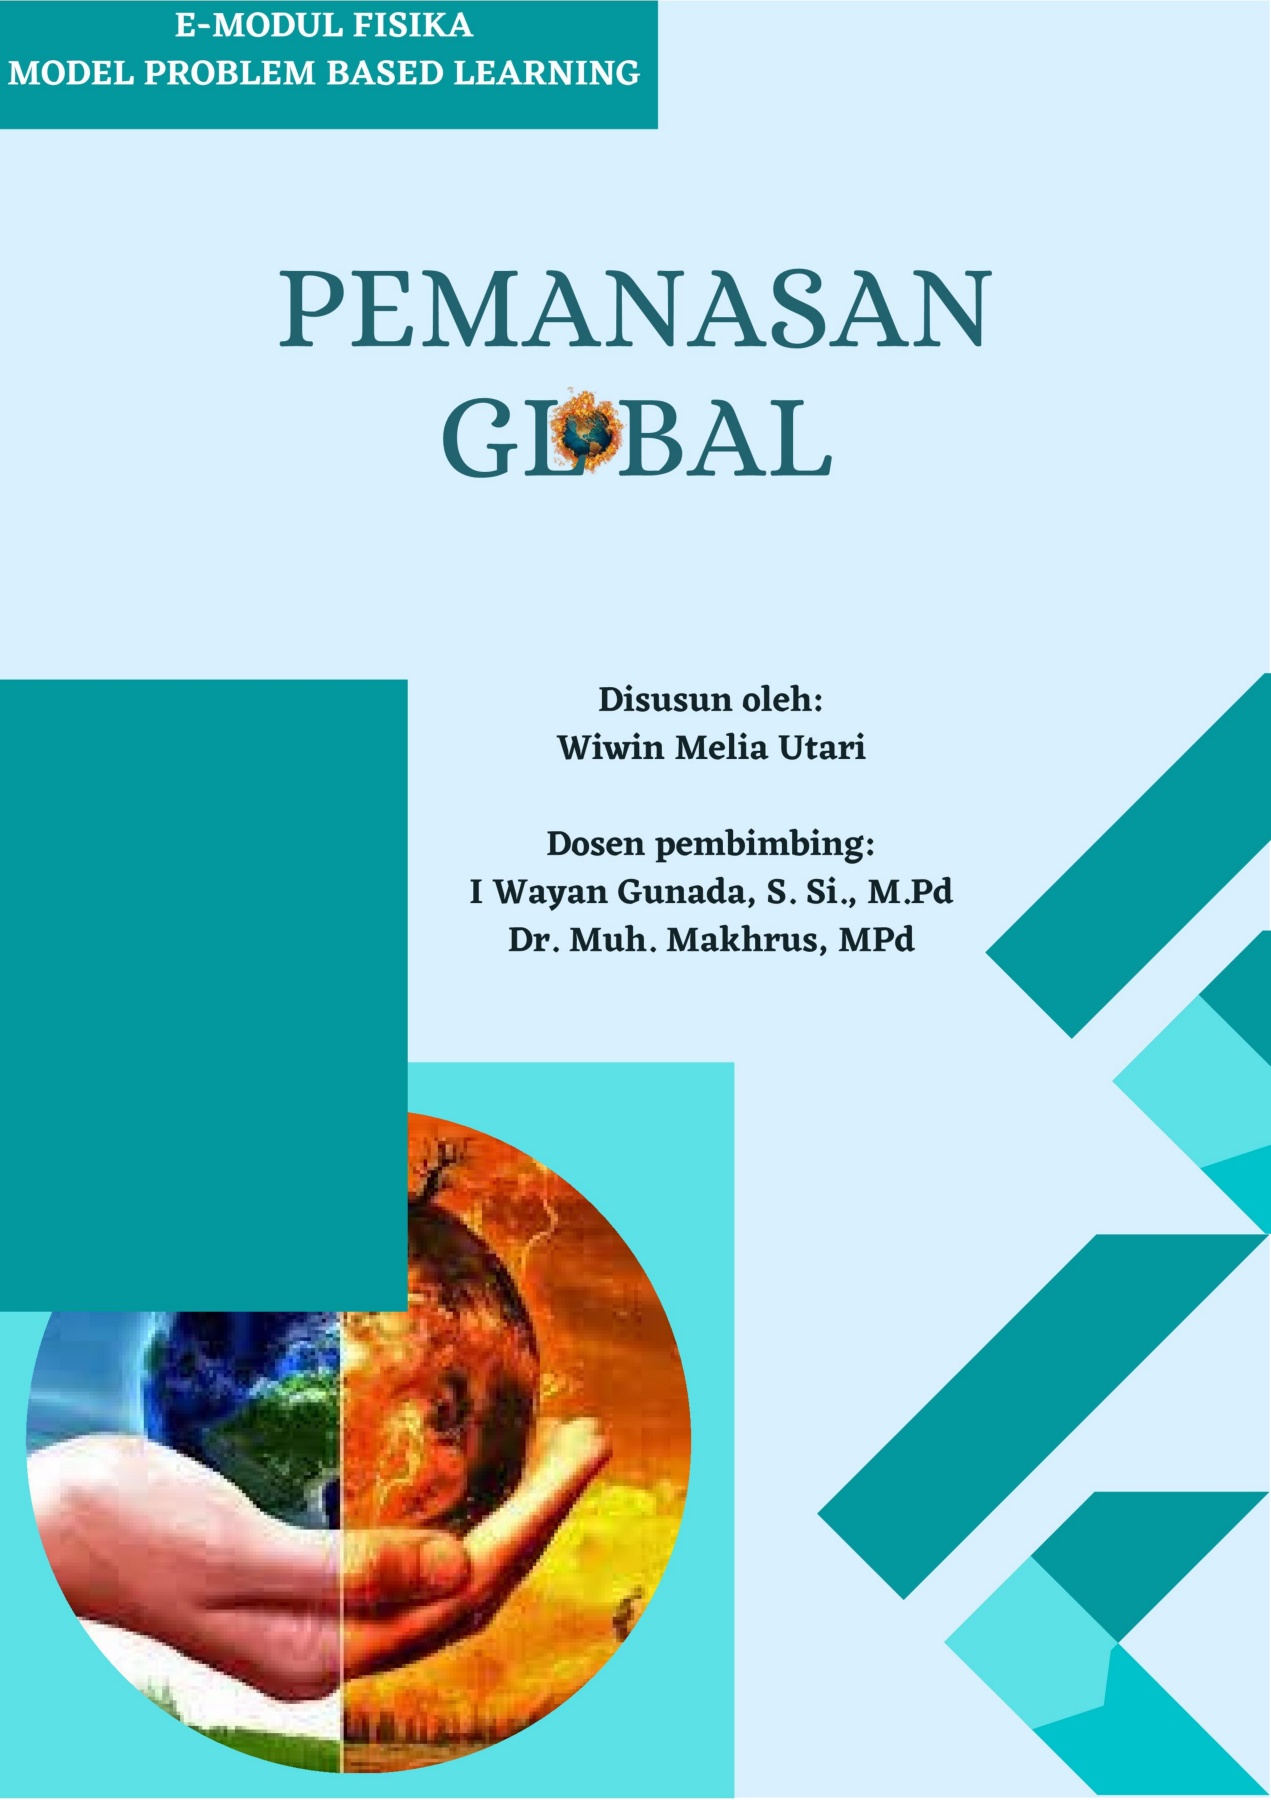 E-MODUL FISIKA
MODEL PROBLEM BASED LEARNING
PEMANASAN
GLOBAL
Disusun oleh:
Wiwin Melia Utari
Dosen pembimbing:
I Wayan Gunada, S. Si., M.Pd
Dr. Muh. Makhrus, MPd